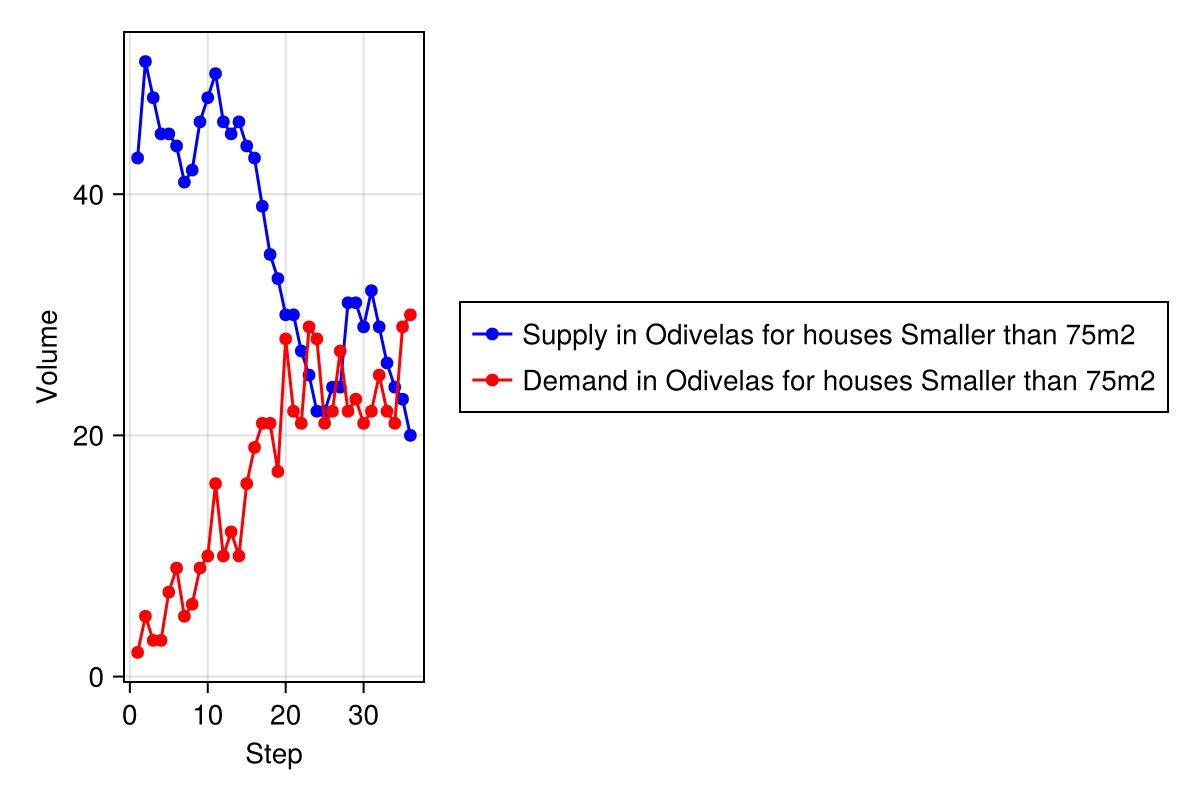 Volume
40
20
0
0 10 20 30
Step
Supply in Odivelas for houses Smaller than 75m2
Demand in Odivelas for houses Smaller than 75m2